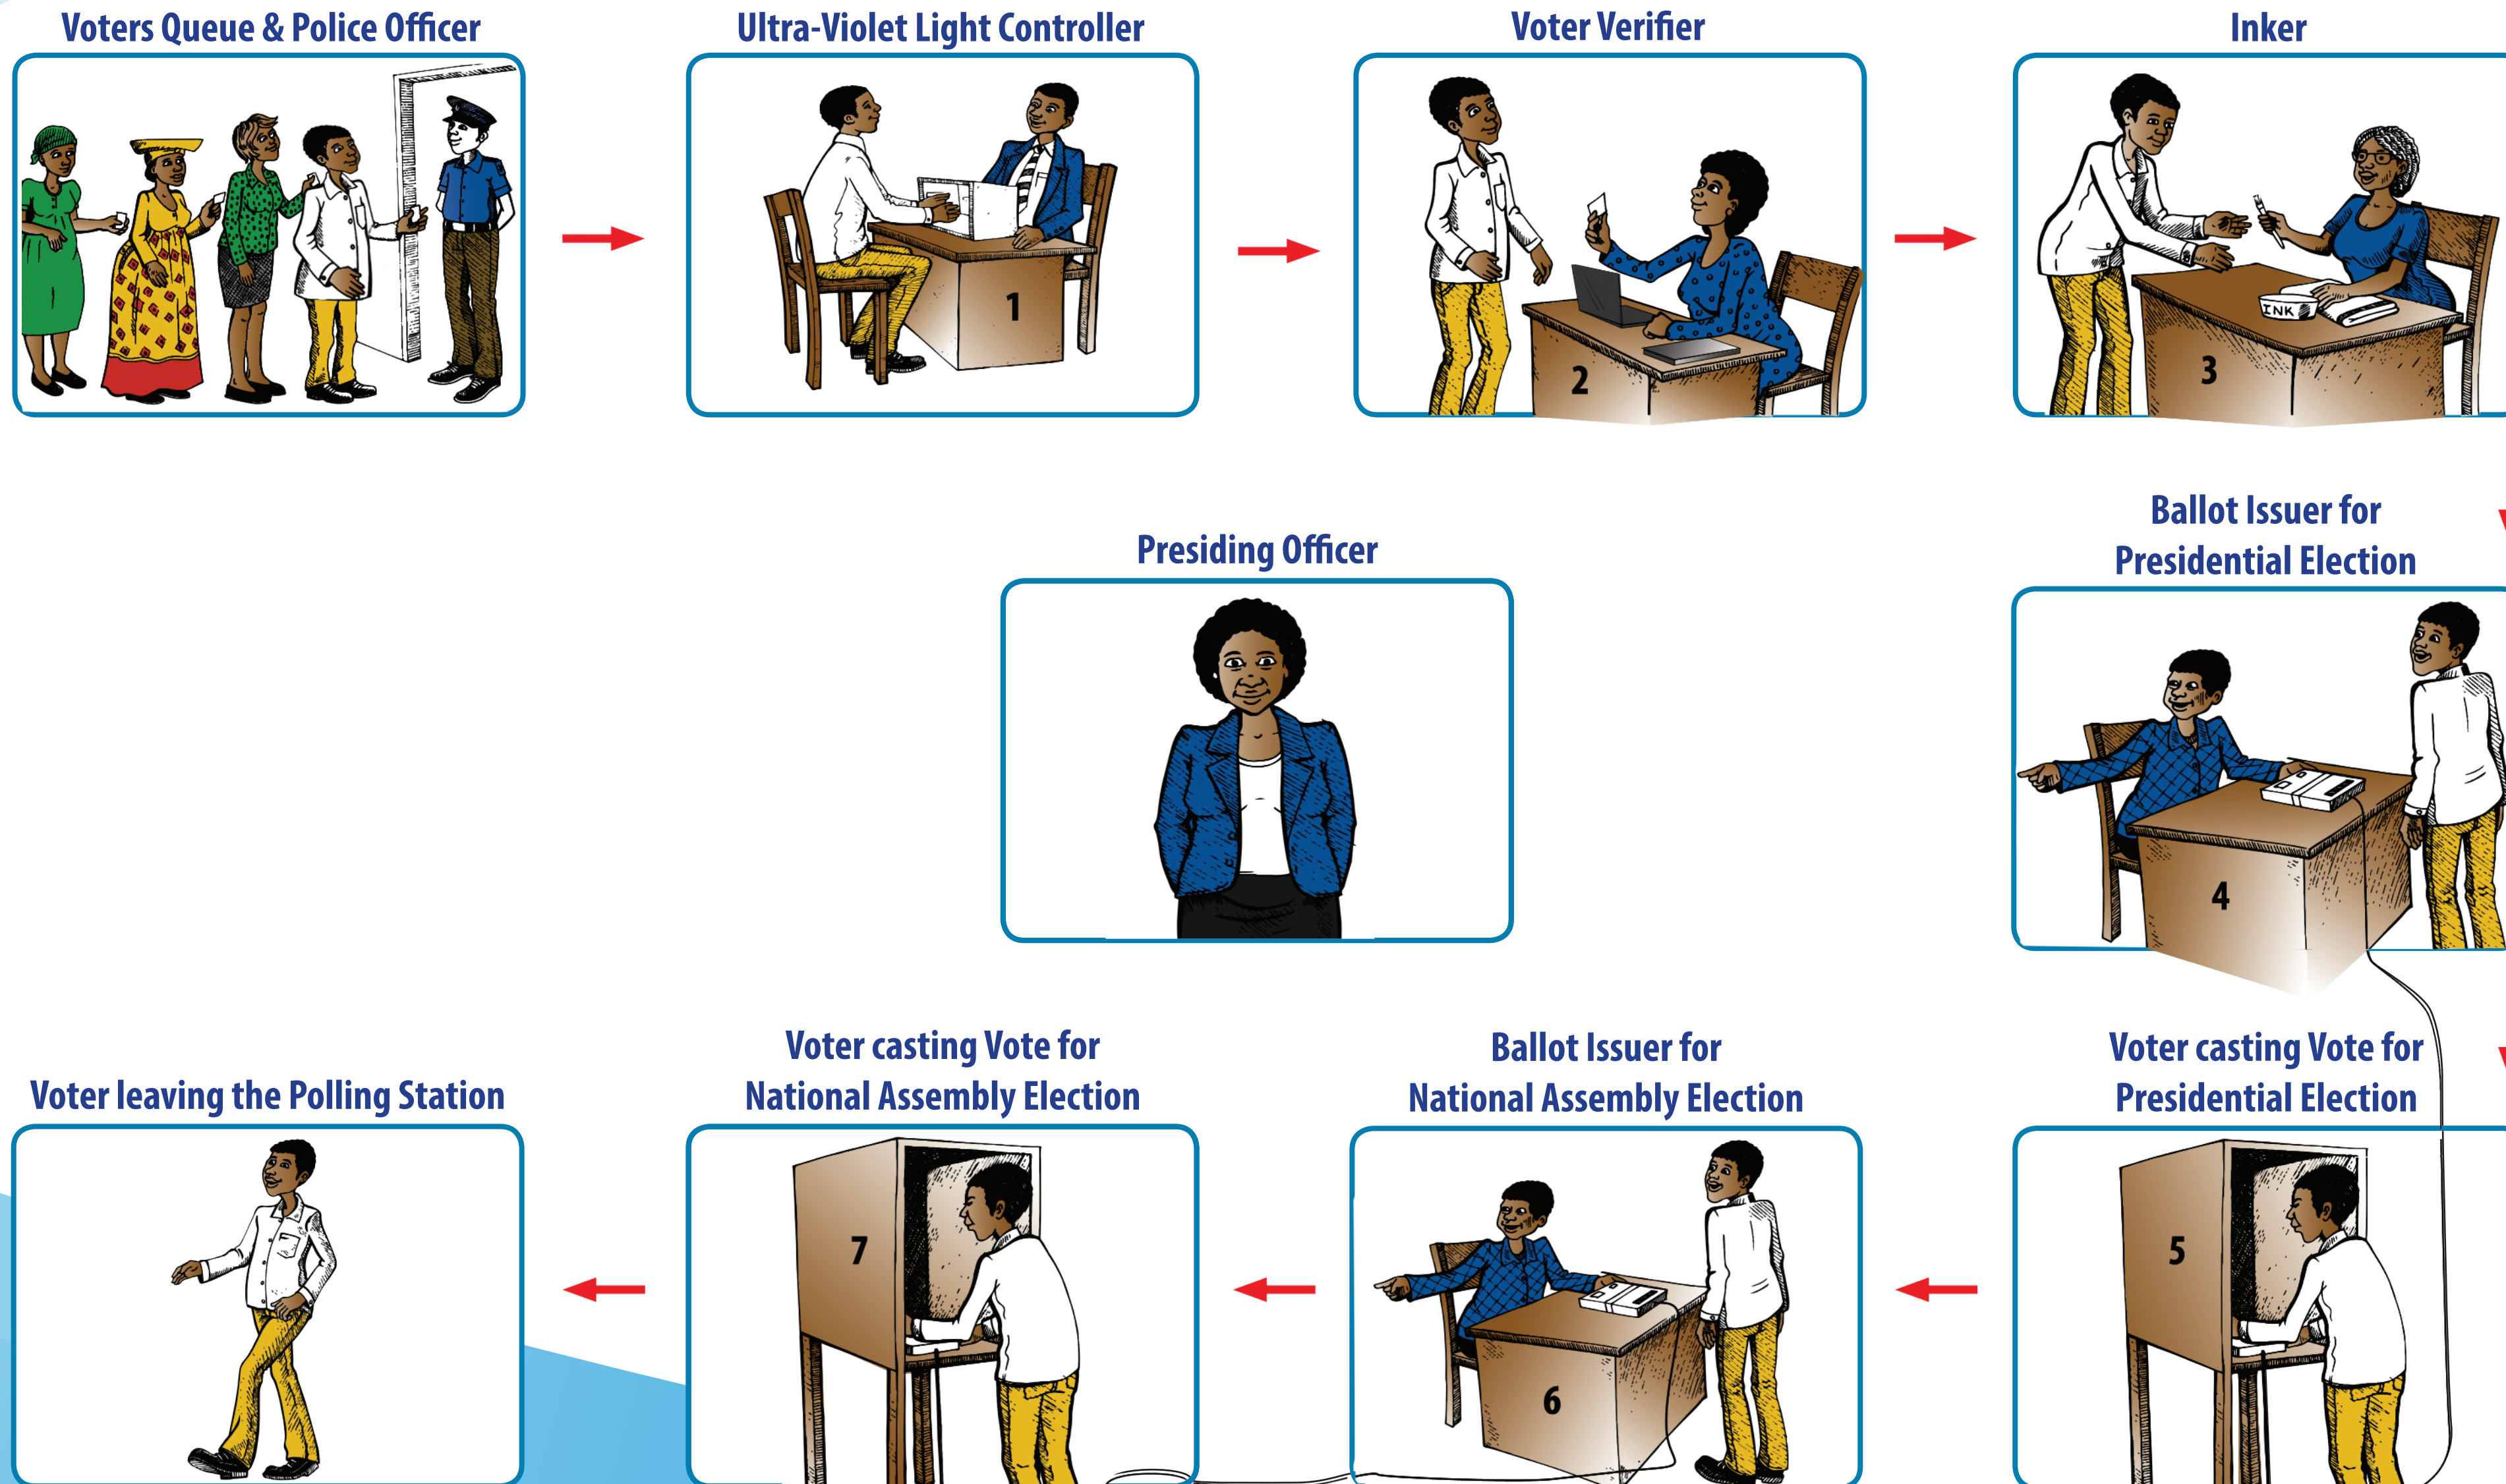 Voters Queue & Police Officer
Ultra-Violet Light Controller
Voter Verifier
Inker
1
2
3
INK
Presiding Officer
Ballot Issuer for
Presidential Election
4
Voter leaving the Polling Station
Voter casting Vote for
National Assembly Election
7
Ballot Issuer for
National Assembly Election
6
Voter casting Vote for
Presidential Election
5